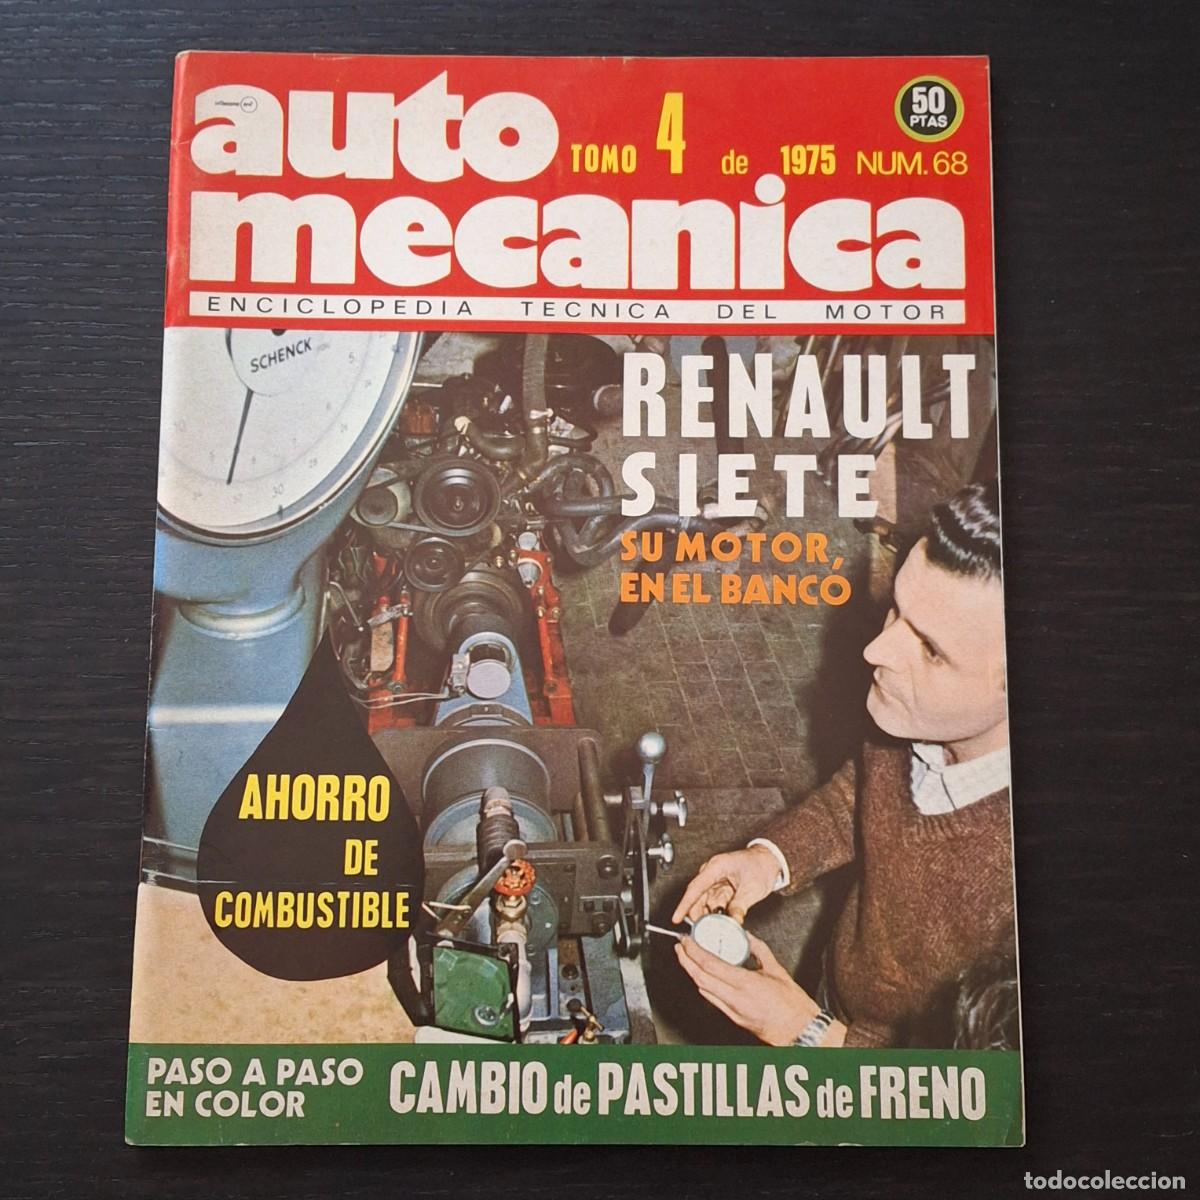 auto
50
PTAS
TOMO 4 de 1975 NUM. 68
mecanica
ENCICLOPEDIA TECNICA DEL MOTOR
SCHENCK
RENAULT
SIETE
SU MOTOR,
EN EL BANCO
AHORRO
DE
COMBUSTIBLE
PASO A PASO
EN COLOR
CAMBIO de PASTILLAS de FRENO
todocoleccion